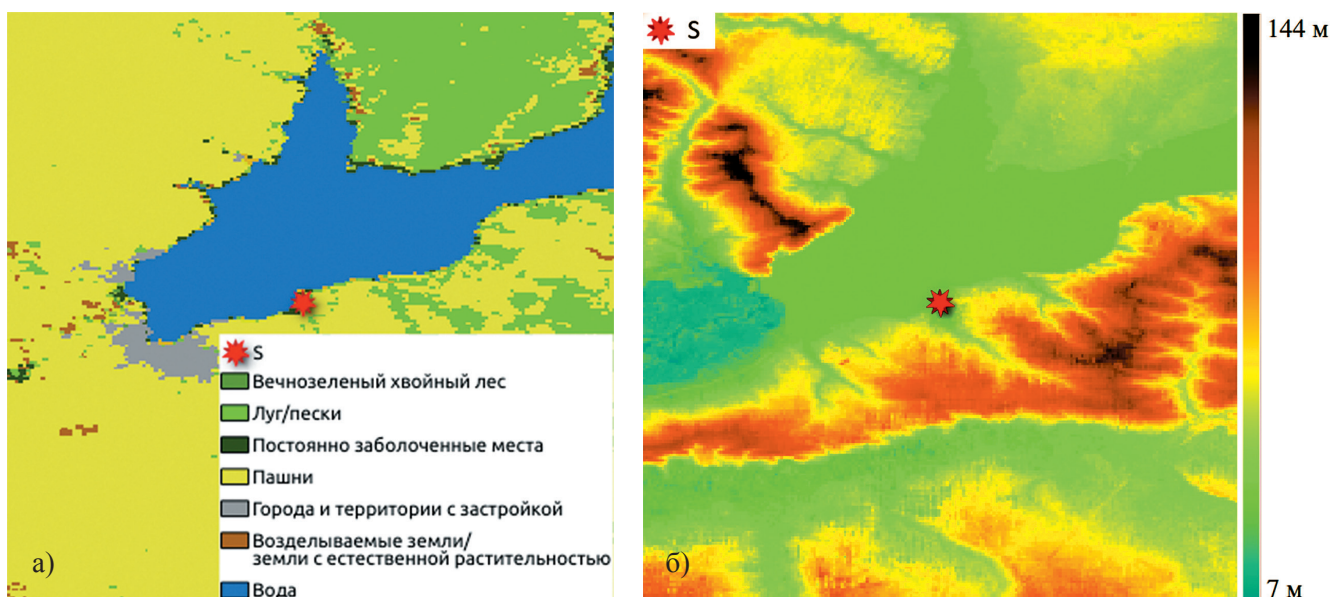 S
Вечнозеленый хвойный лес
Луг/пески
Постоянно заболоченные места
Пашни
Города и территории с застройкой
Возделываемые земли/
земли с естественной растительностью
Вода
а)
S
144 м
7 м
б)